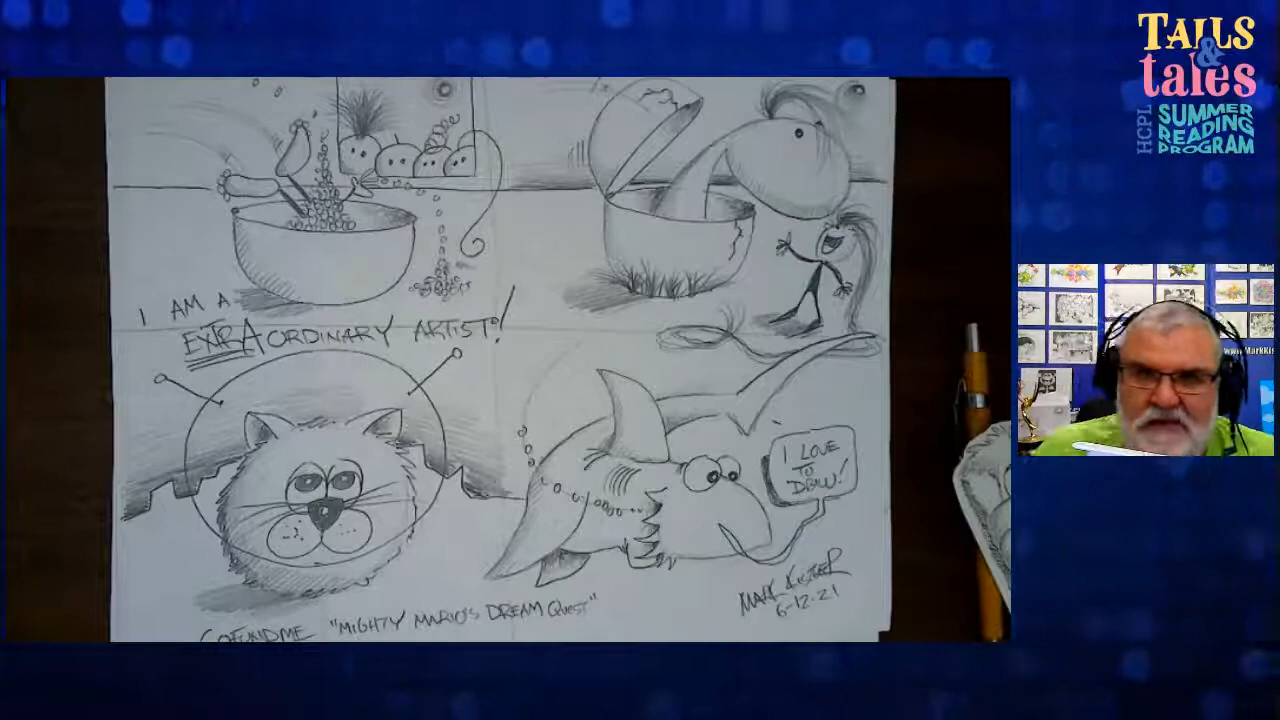 TAILS
&
tales
HCPL
SUMMER
READING
PROGRAM
I AM A
EXTRAORDINARY ARTIST!
I LOVE
TO
DRAW!
MARK KISTLER
6-12-21
GOFUNDME "MIGHTY MARIO'S DREAM QUEST"